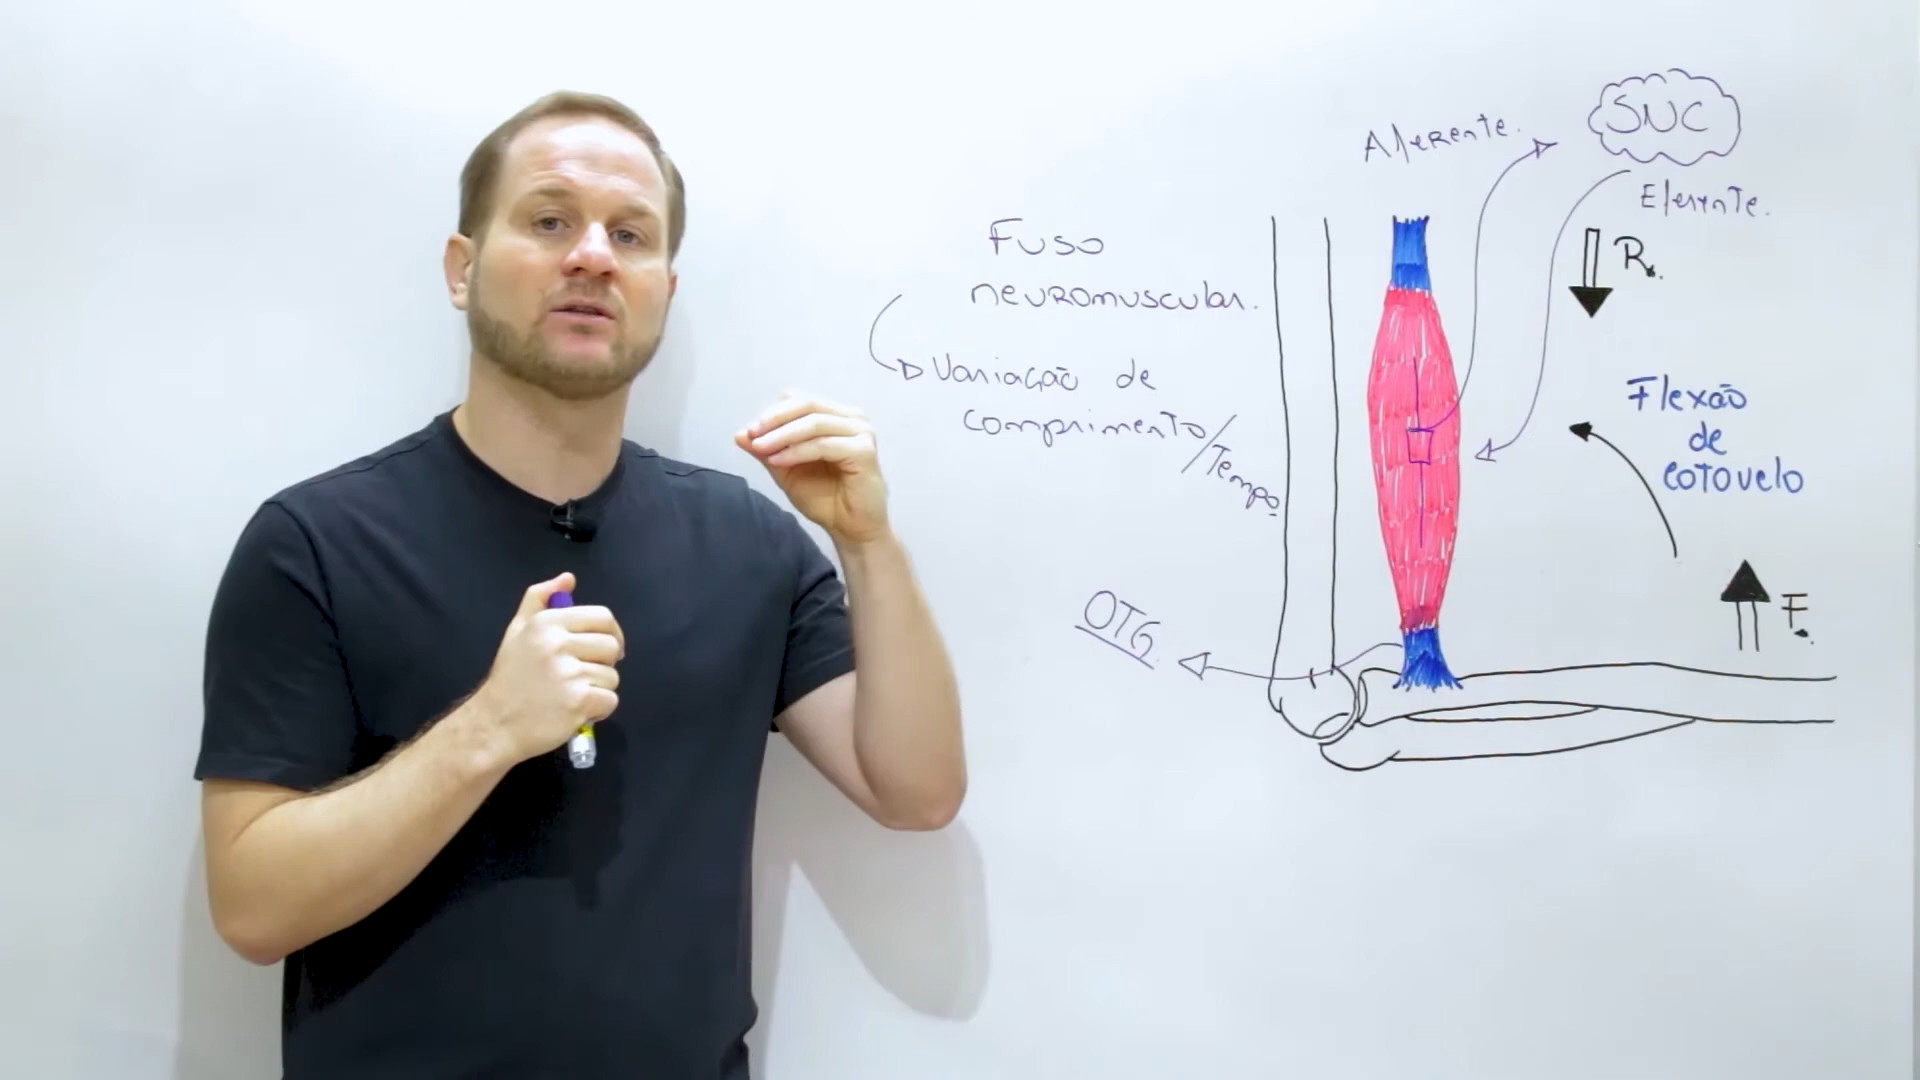 Fuso
neuromuscular.
Variação de
comprimento/Tempo
OTG
Aferente.
SNC
Eferente.
R.
Flexão
de
cotovelo
F.